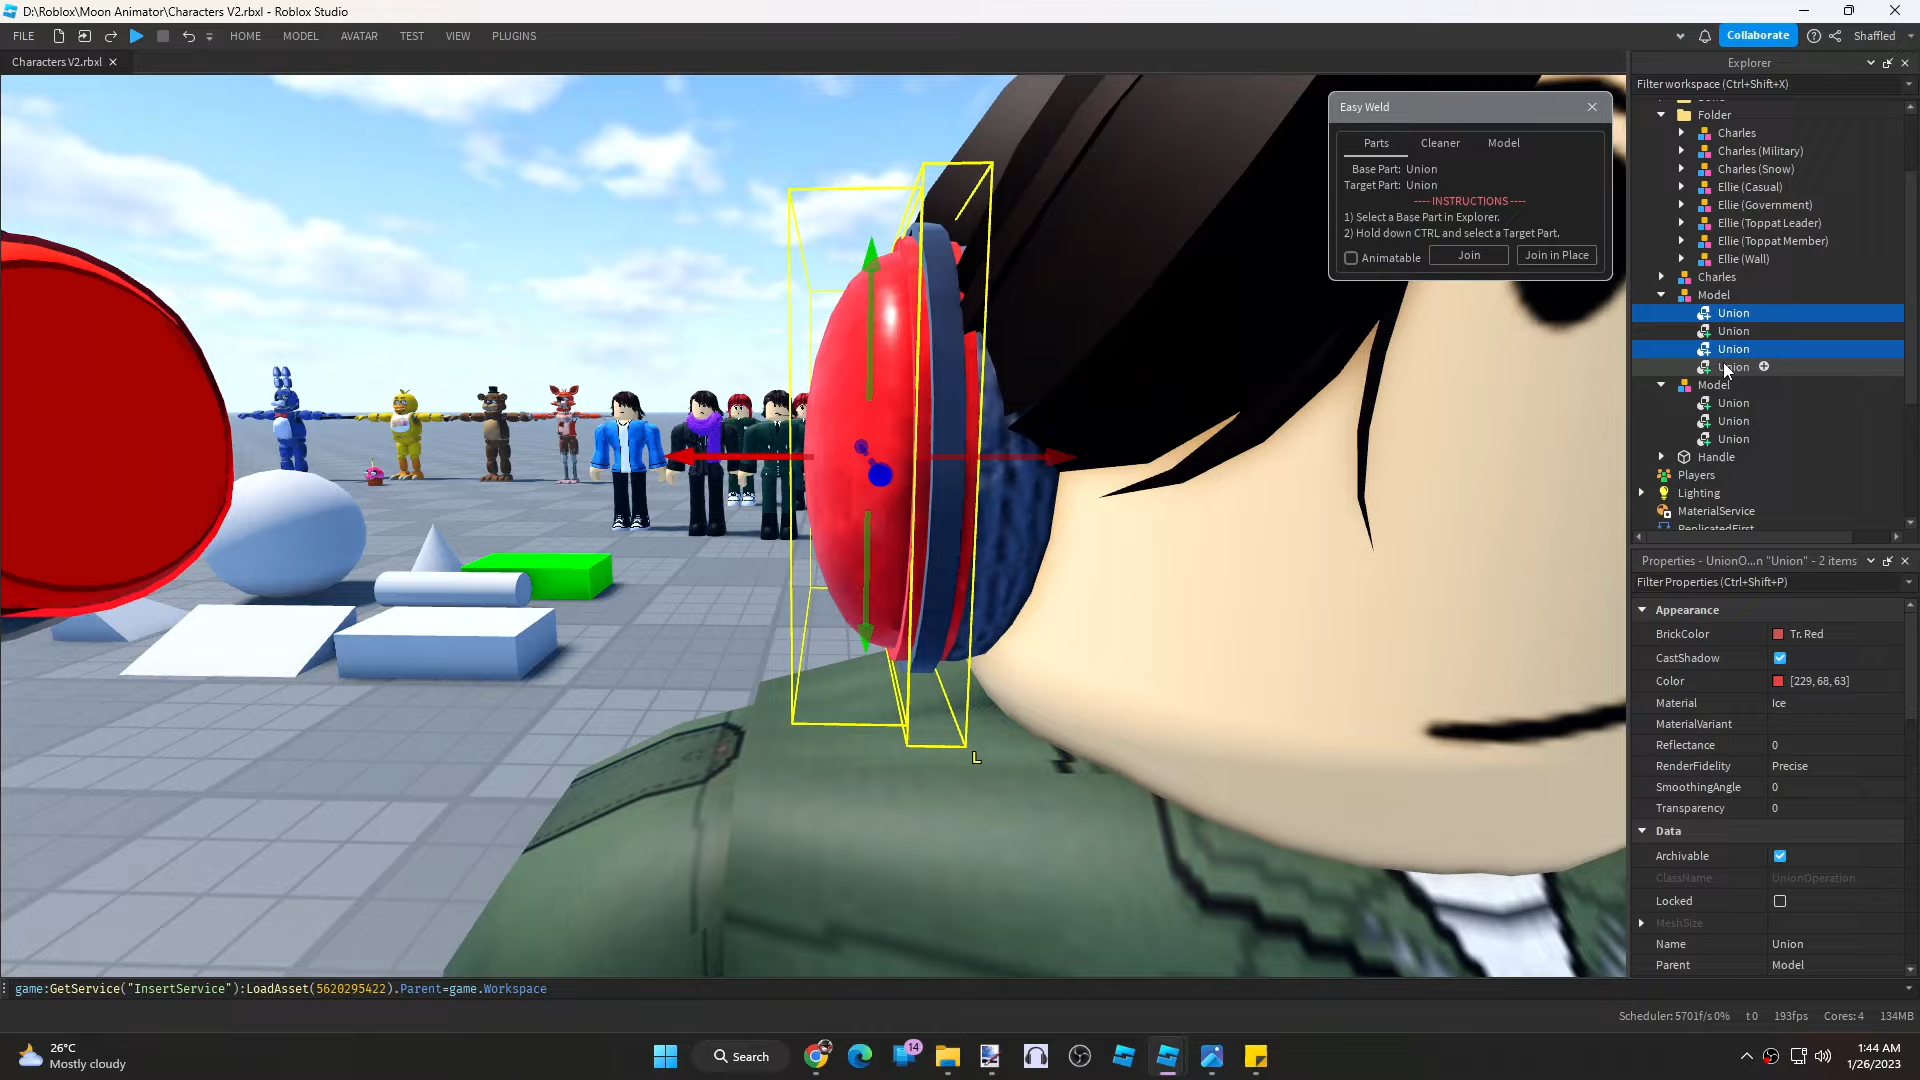 D:\Roblox\Moon Animator\Characters V2.rbxl - Roblox Studio
FILE
HOME
MODEL
AVATAR
TEST
VIEW
PLUGINS
Collaborate
Shaffled
Characters V2.rbxl
Easy Weld
Parts
Cleaner
Model
Base Part: Union
Target Part: Union
---- INSTRUCTIONS ----
1) Select a Base Part in Explorer.
2) Hold down CTRL and select a Target Part.
Animatable
Join
Join in Place
L
Explorer
Filter workspace (Ctrl+Shift+X)
Folder
Charles
Charles (Military)
Charles (Snow)
Ellie (Casual)
Ellie (Government)
Ellie (Toppat Leader)
Ellie (Toppat Member)
Ellie (Wall)
Charles
Model
Union
Union
Union
Union
Model
Union
Union
Union
Handle
Players
Lighting
MaterialService
ReplicatedFirst
Properties - UnionO...n "Union" - 2 items
Filter Properties (Ctrl+Shift+P)
Appearance
BrickColor Tr. Red
CastShadow
Color [229, 68, 63]
Material Ice
MaterialVariant
Reflectance 0
RenderFidelity Precise
SmoothingAngle 0
Transparency 0
Data
Archivable
ClassName UnionOperation
Locked
MeshSize
Name Union
Parent Model
game:GetService("InsertService"):LoadAsset(5620295422).Parent=game.Workspace
Scheduler: 5701f/s 0% t 0 193fps Cores: 4 134MB
26°C
Mostly cloudy
Search
14
1:44 AM
1/26/2023